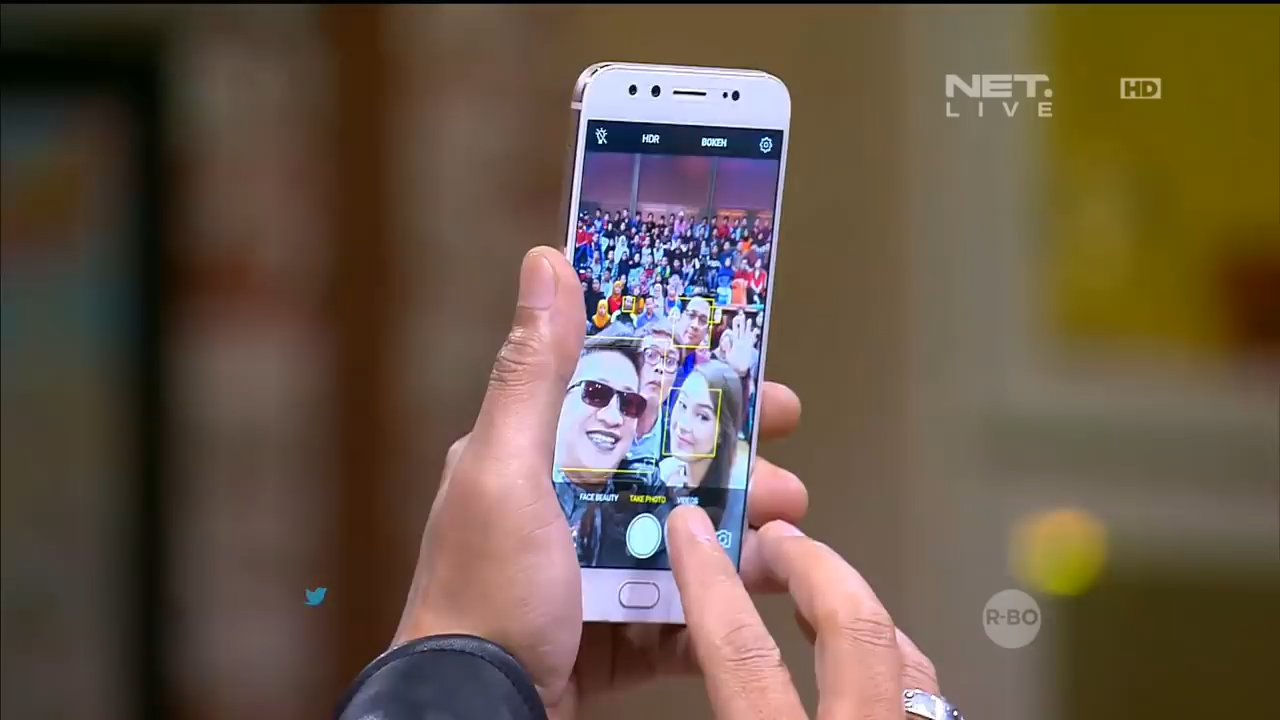 NET.
LIVE
HD
HDR
BOKEH
FACE BEAUTY
TAKE PHOTO
VIDEOS
R-BO